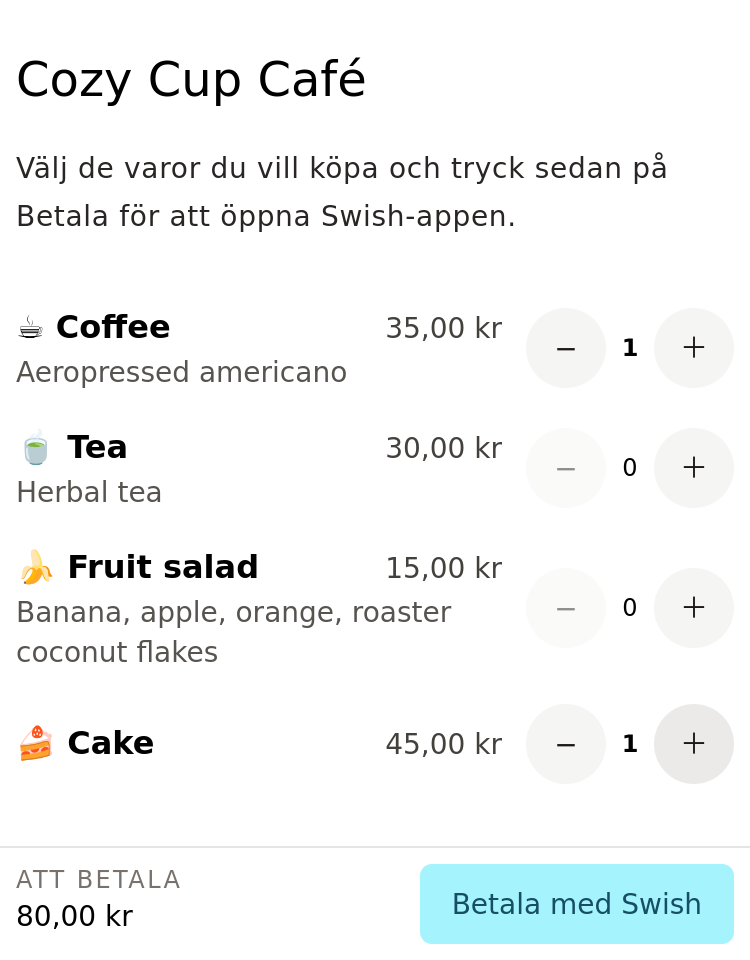 Cozy Cup Café
Välj de varor du vill köpa och tryck sedan på
Betala för att öppna Swish-appen.
☕ Coffee 35,00 kr − 1 +
Aeropressed americano
🍵 Tea 30,00 kr − 0 +
Herbal tea
🍌 Fruit salad 15,00 kr − 0 +
Banana, apple, orange, roaster
coconut flakes
🍰 Cake 45,00 kr − 1 +
ATT BETALA
80,00 kr
Betala med Swish